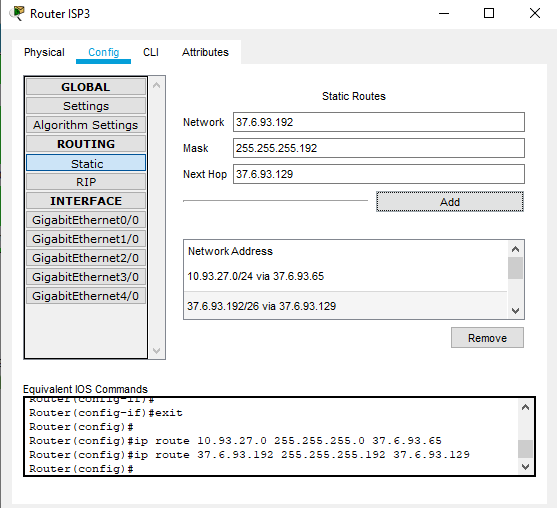 Router ISP3
Physical Config CLI Attributes
GLOBAL
Settings
Algorithm Settings
ROUTING
Static
RIP
INTERFACE
GigabitEthernet0/0
GigabitEthernet1/0
GigabitEthernet2/0
GigabitEthernet3/0
GigabitEthernet4/0
Static Routes
Network 37.6.93.192
Mask 255.255.255.192
Next Hop 37.6.93.129
Add
Network Address
10.93.27.0/24 via 37.6.93.65
37.6.93.192/26 via 37.6.93.129
Remove
Equivalent IOS Commands
Router(config-if)#
Router(config-if)#exit
Router(config)#
Router(config)#ip route 10.93.27.0 255.255.255.0 37.6.93.65
Router(config)#ip route 37.6.93.192 255.255.255.192 37.6.93.129
Router(config)#